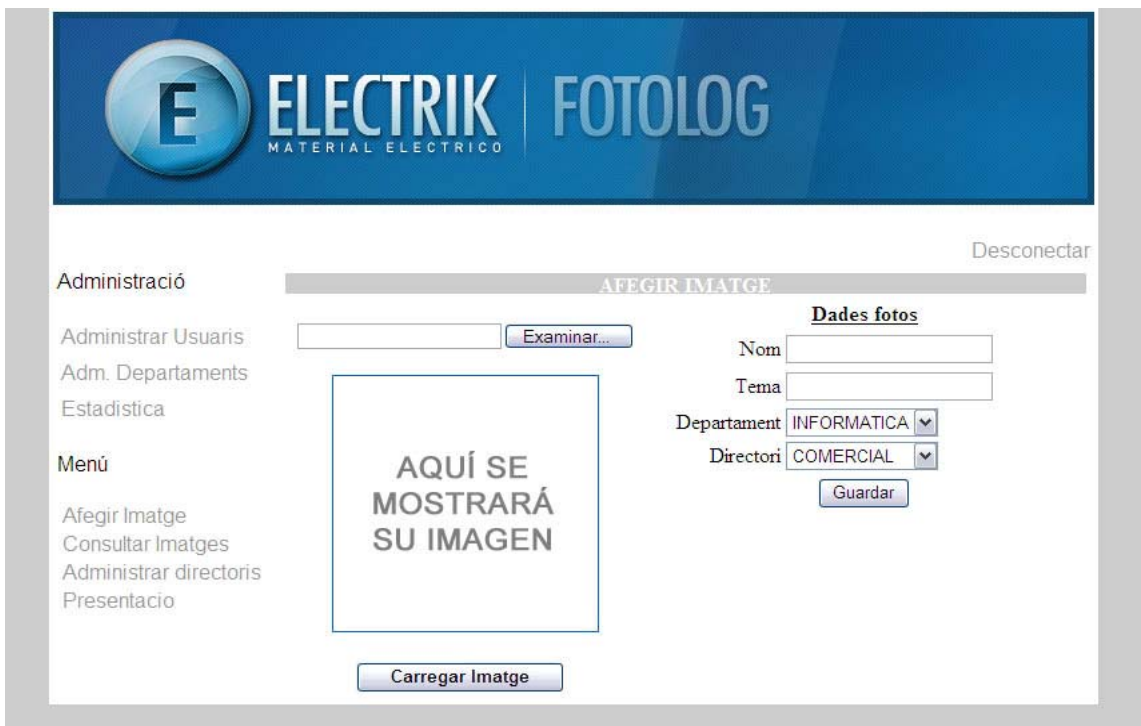 E ELECTRIK FOTOLOG
MATERIAL ELECTRICO
Desconectar
Administració
Administrar Usuaris
Adm. Departaments
Estadistica
Menú
Afegir Imatge
Consultar Imatges
Administrar directoris
Presentacio
AFEGIR IMATGE
Examinar...
AQUÍ SE
MOSTRARÁ
SU IMAGEN
Carregar Imatge
Dades fotos
Nom
Tema
Departament INFORMATICA
Directori COMERCIAL
Guardar